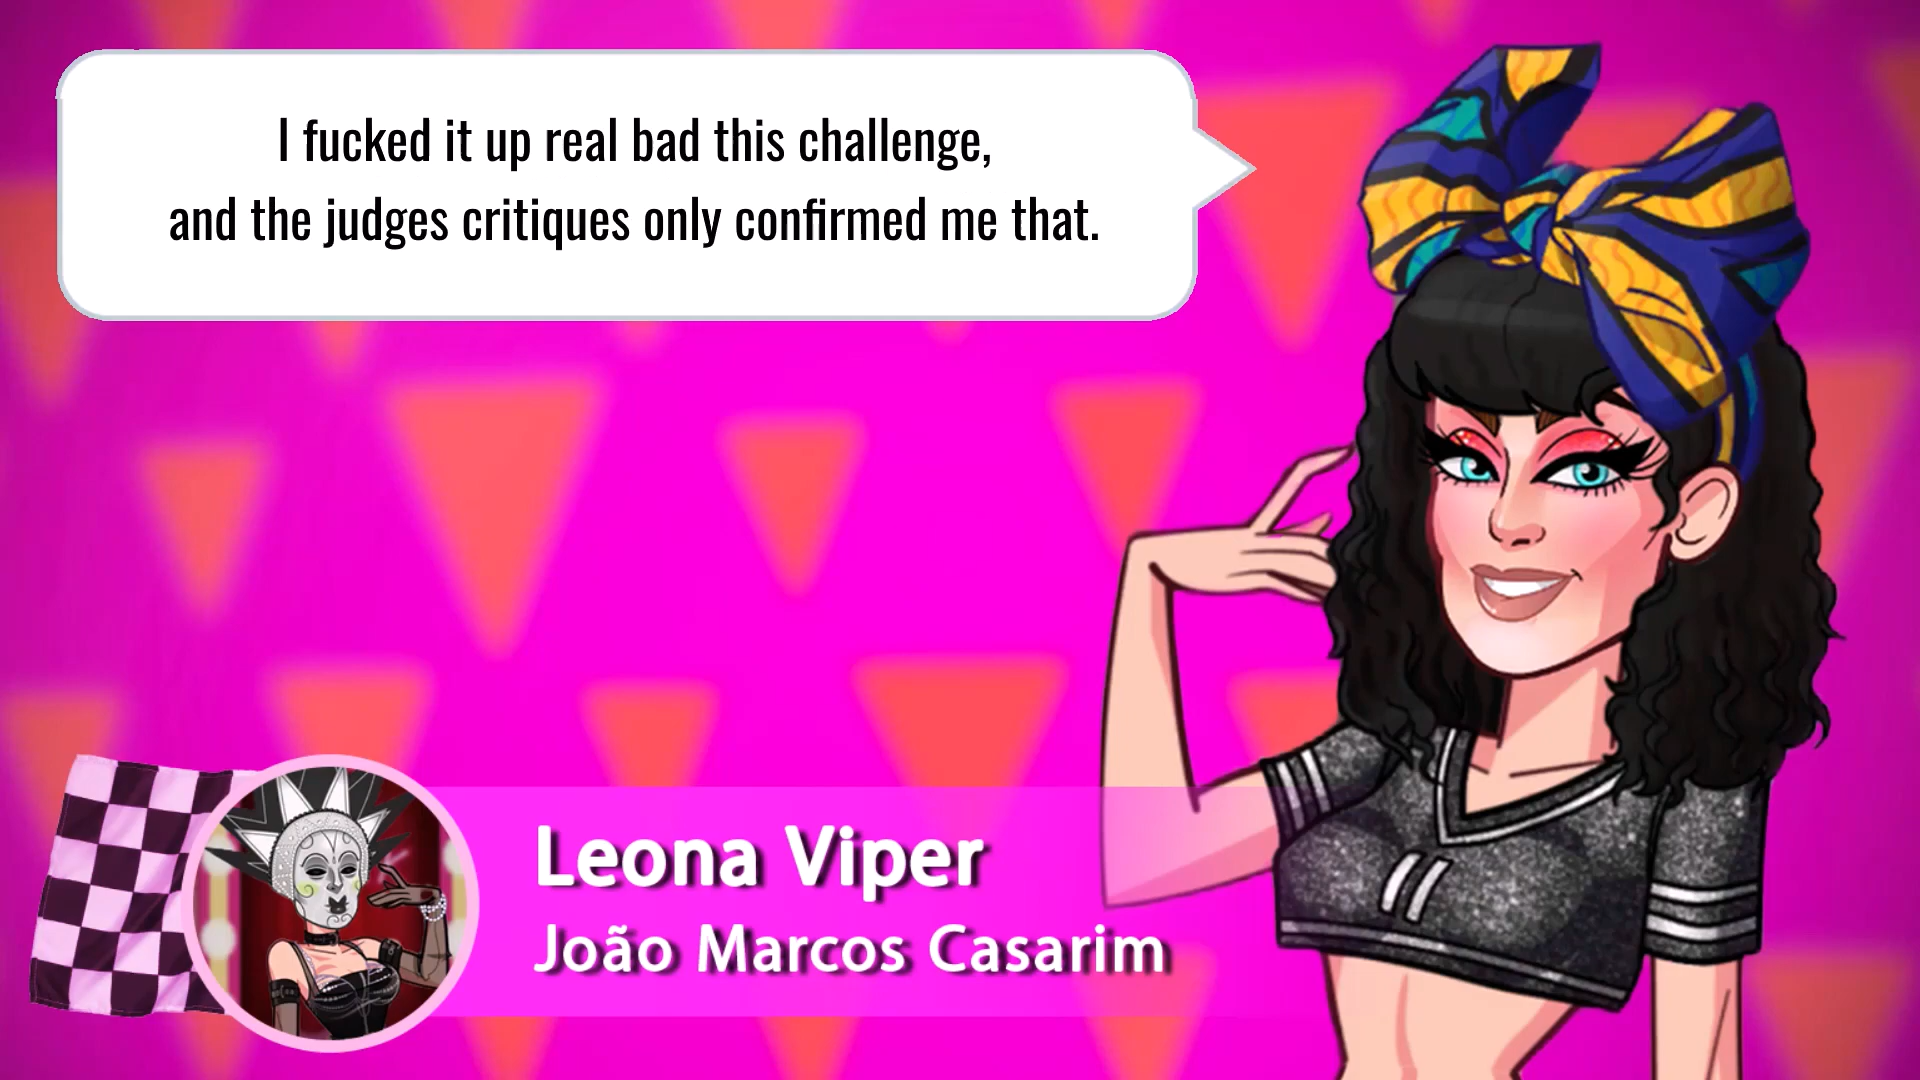 I fucked it up real bad this challenge,
and the judges critiques only confirmed me that.
Leona Viper
João Marcos Casarim